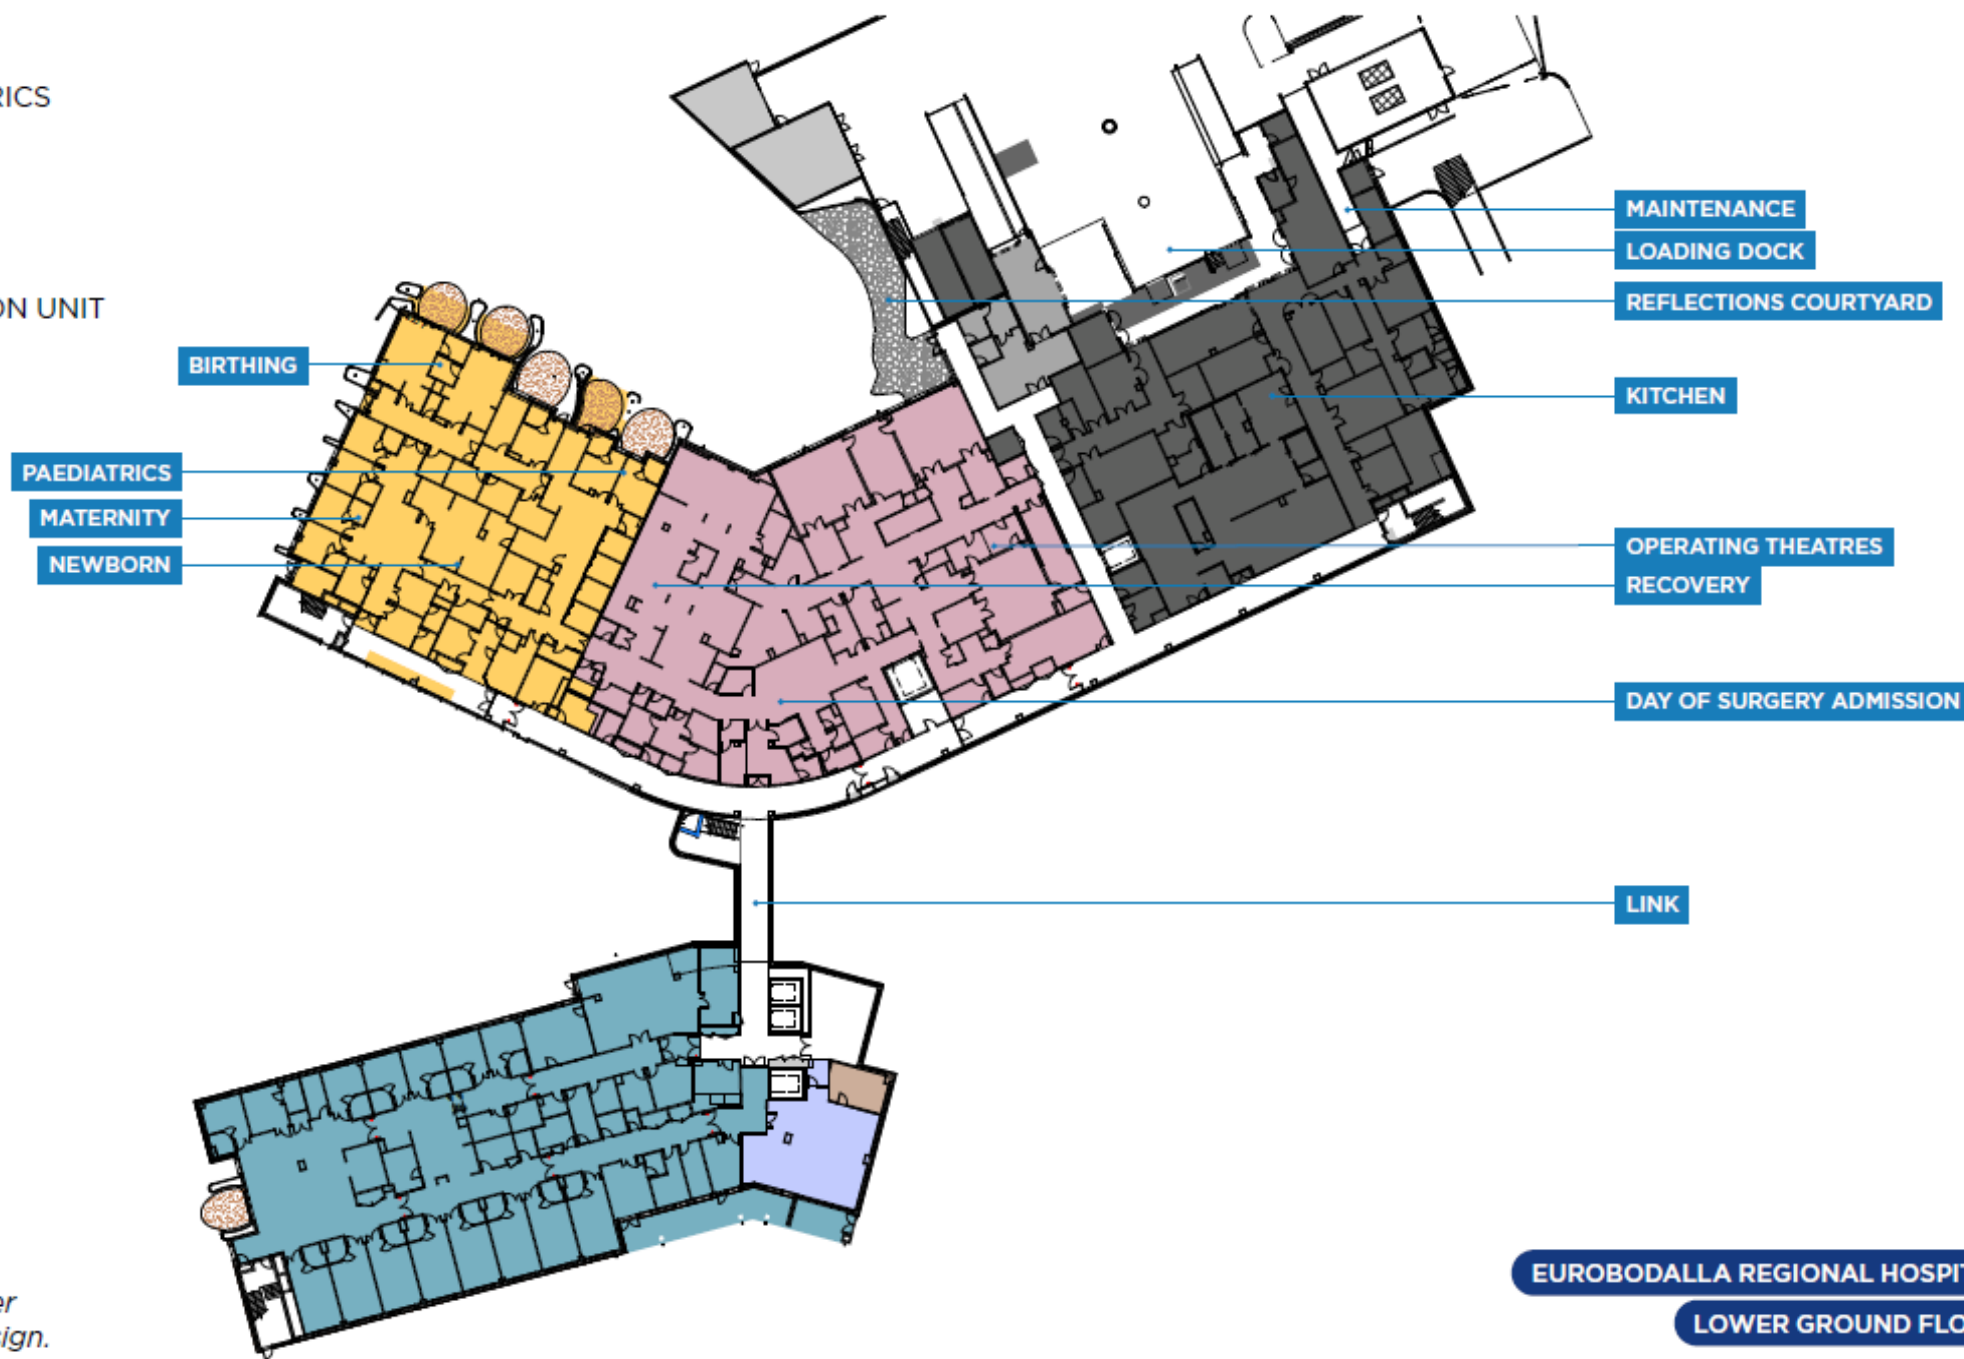 RICS
ON UNIT
BIRTHING
PAEDIATRICS
MATERNITY
NEWBORN
MAINTENANCE
LOADING DOCK
REFLECTIONS COURTYARD
KITCHEN
OPERATING THEATRES
RECOVERY
DAY OF SURGERY ADMISSION
LINK
er
sign.
EUROBODALLA REGIONAL HOSPIT
LOWER GROUND FLO